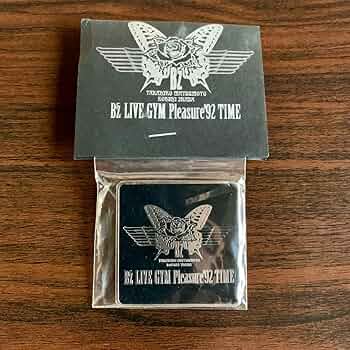 B'z
TAKAHIRO MATSUMOTO
KOSHI INABA
B'z LIVE GYM Pleasure'92 TIME
B'z
TAKAHIRO MATSUMOTO
KOSHI INABA
B'z LIVE GYM Pleasure'92 TIME